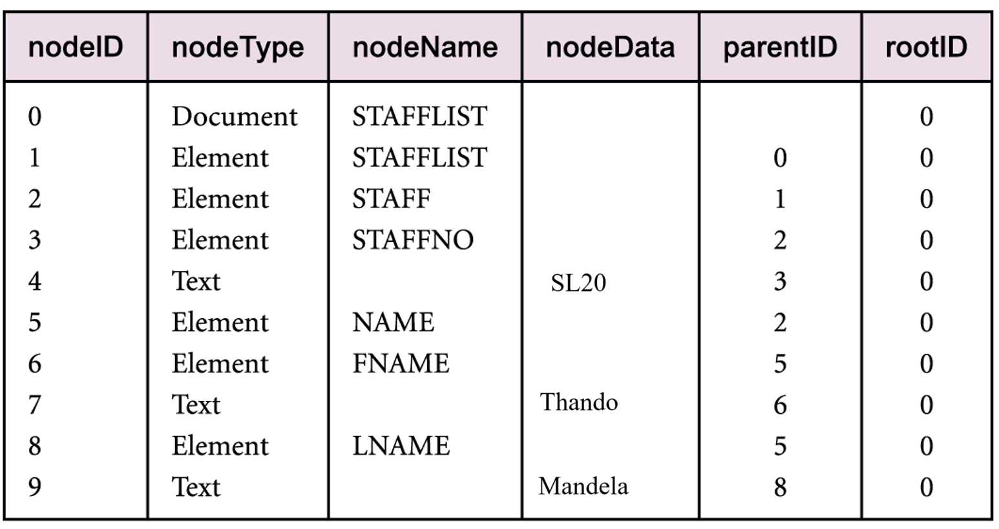 nodeID nodeType nodeName nodeData parentID rootID
0 Document STAFFLIST 0
1 Element STAFFLIST 0 0
2 Element STAFF 1 0
3 Element STAFFNO 2 0
4 Text SL20 3 0
5 Element NAME 2 0
6 Element FNAME 5 0
7 Text Thando 6 0
8 Element LNAME 5 0
9 Text Mandela 8 0